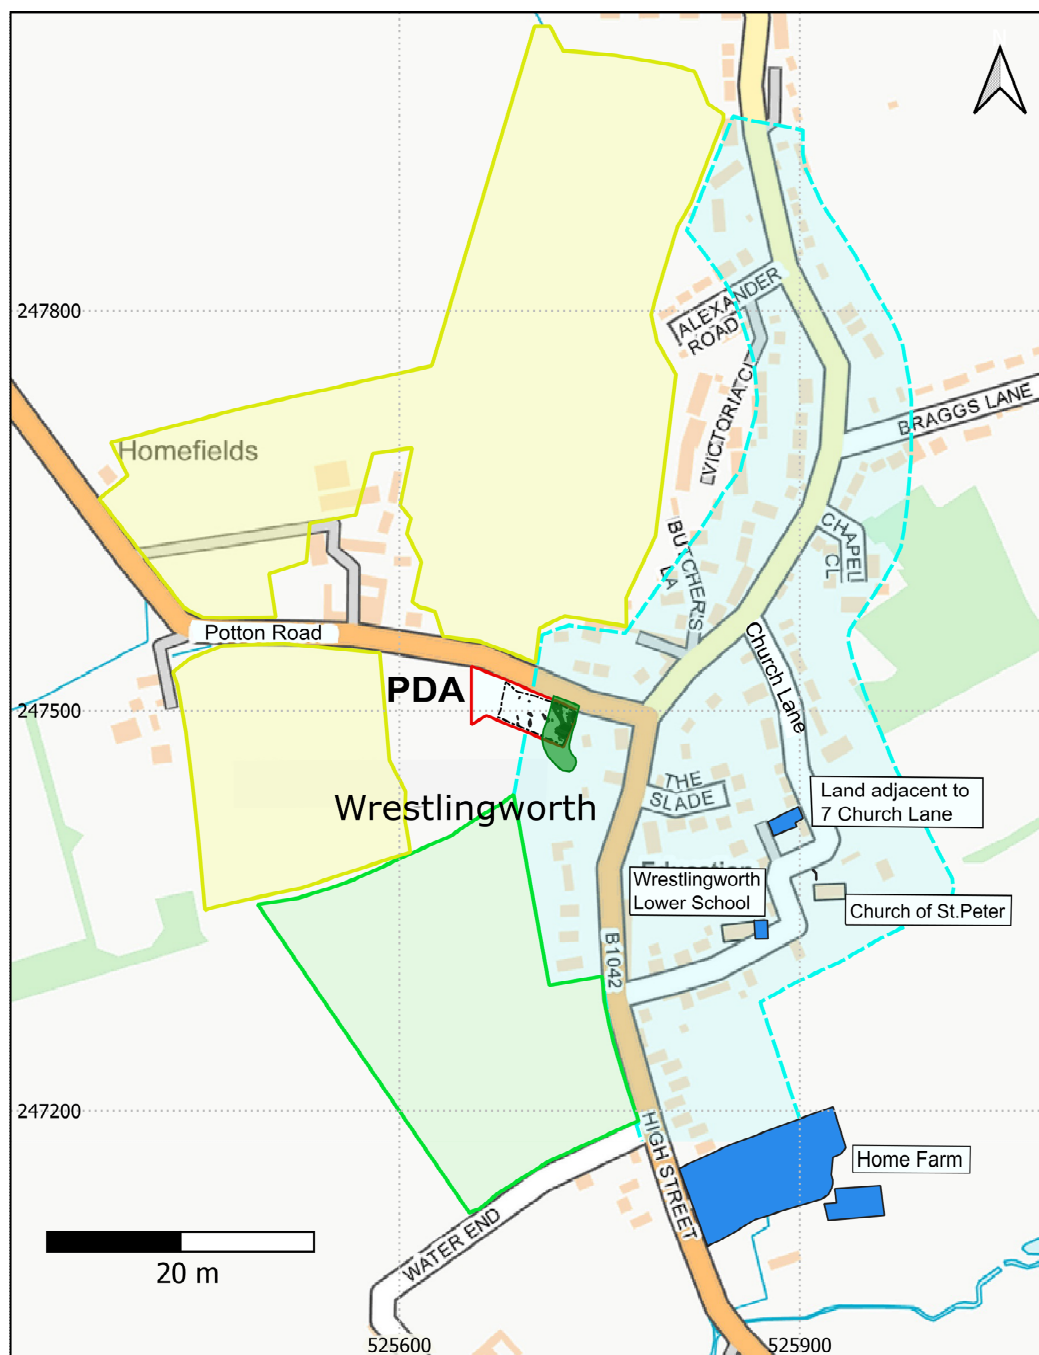 N
247800
ALEXANDER
ROAD
VICTORIA CL
BRAGGS LANE
Homefields
BUTCHER'S
LA
CHAPEL
CL
Potton Road
Church Lane
PDA
247500
THE
SLADE
Wrestlingworth
Land adjacent to
7 Church Lane
Education
Wrestlingworth
Lower School
Church of St.Peter
B1042
247200
HIGH STREET
Home Farm
WATER END
20 m
525600
525900